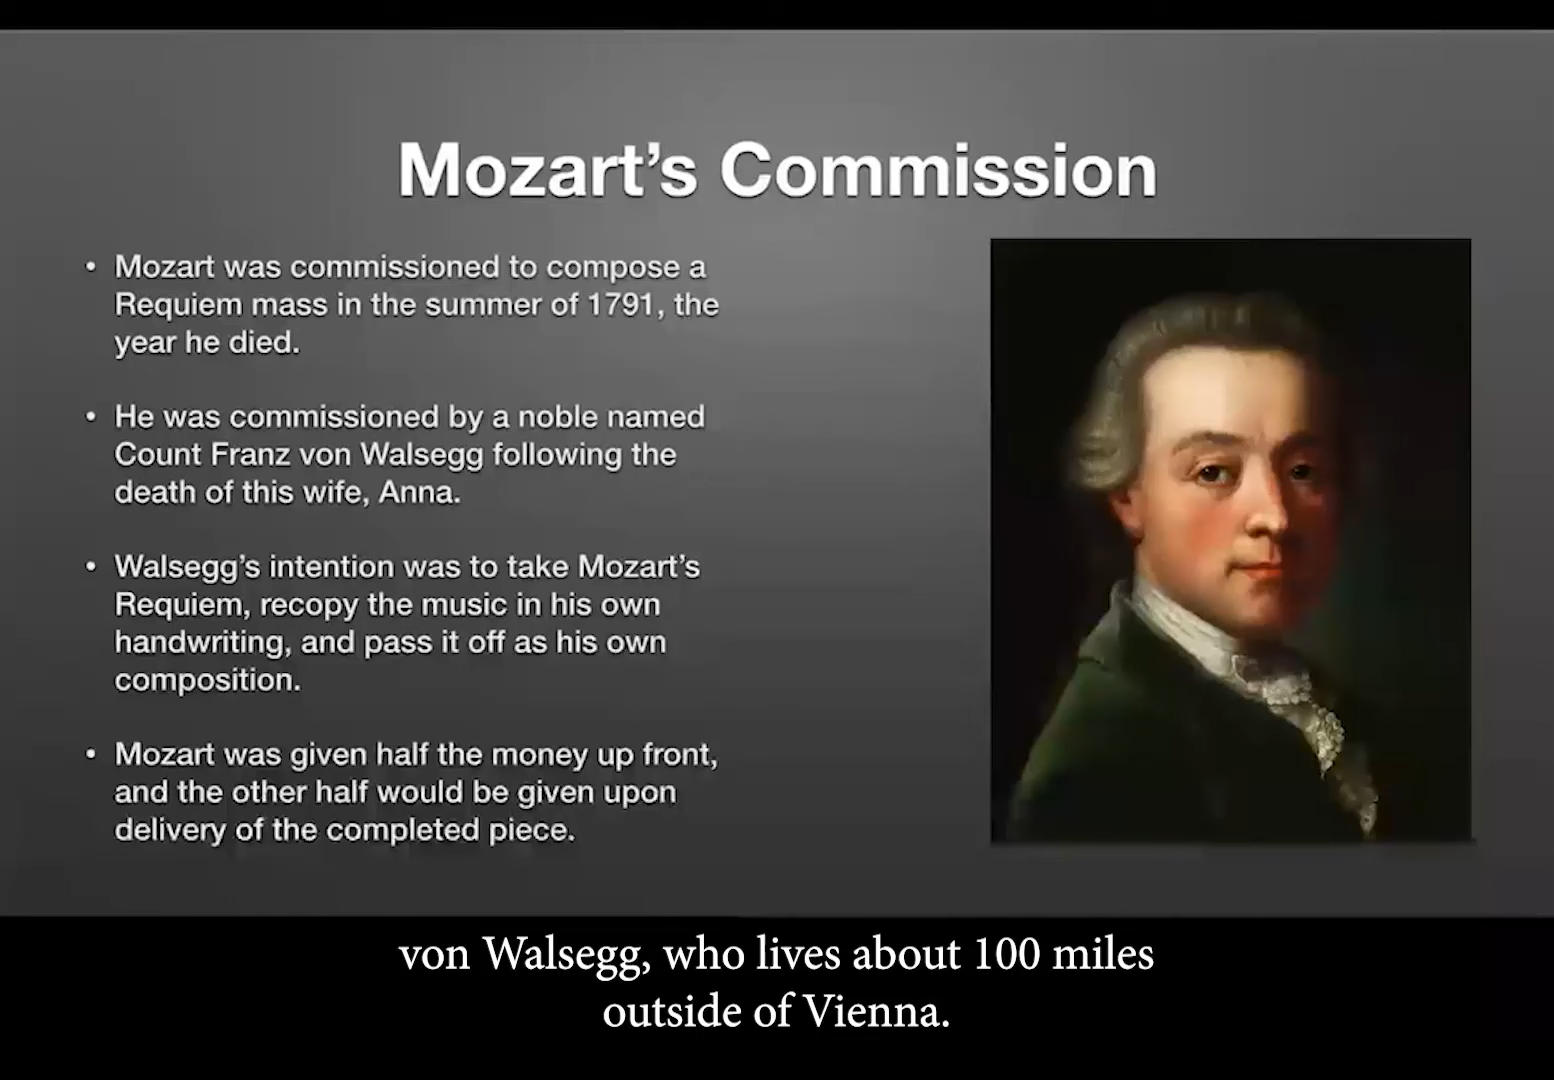 Mozart’s Commission
• Mozart was commissioned to compose a
Requiem mass in the summer of 1791, the
year he died.
• He was commissioned by a noble named
Count Franz von Walsegg following the
death of this wife, Anna.
• Walsegg’s intention was to take Mozart’s
Requiem, recopy the music in his own
handwriting, and pass it off as his own
composition.
• Mozart was given half the money up front,
and the other half would be given upon
delivery of the completed piece.
von Walsegg, who lives about 100 miles
outside of Vienna.